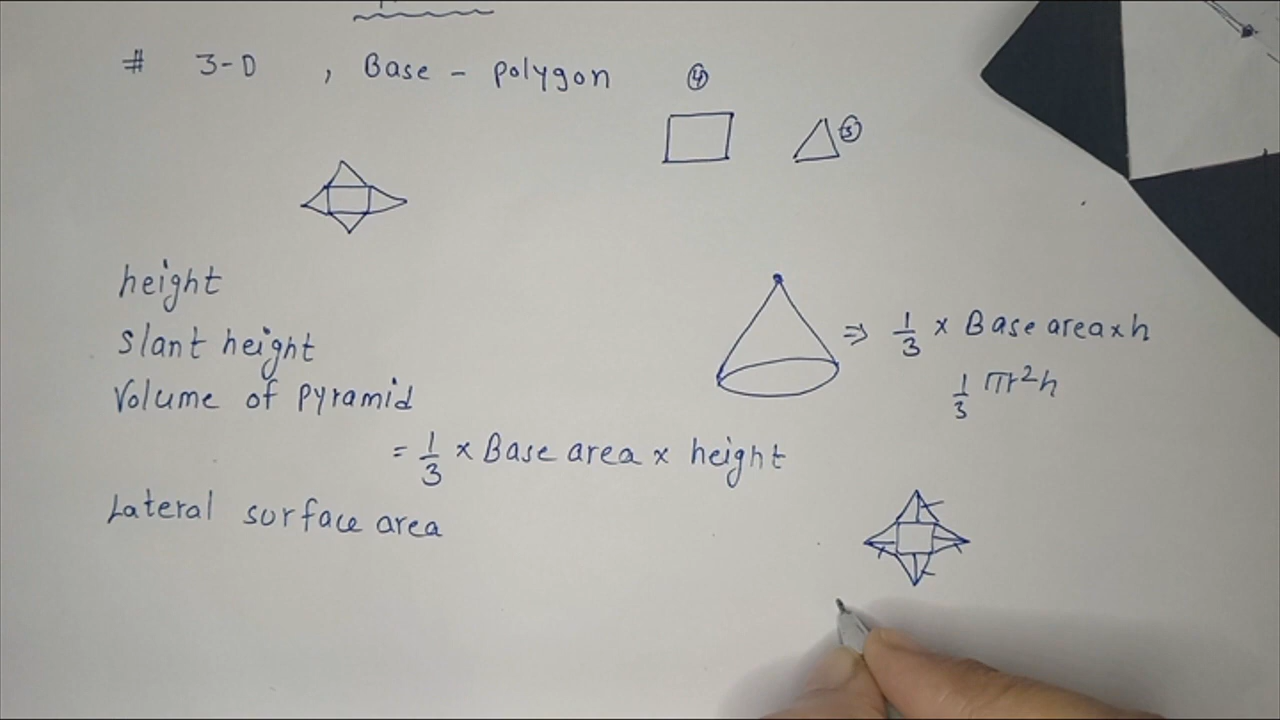 # 3-D , Base - polygon
4
3
height
Slant height
Volume of pyramid
= 1/3 × Base area × height
Lateral surface area
⇒ 1/3 × Base area × h
1/3 πr²h